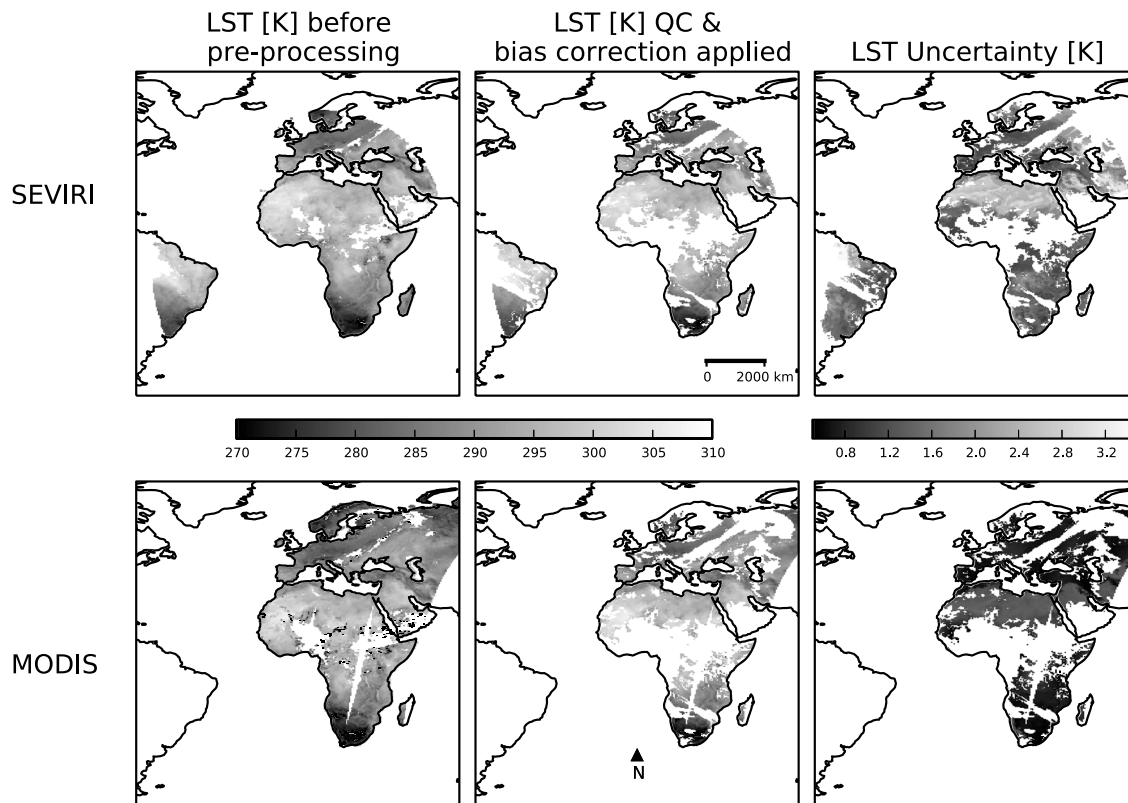 LST [K] before
pre-processing
LST [K] QC &
bias correction applied
LST Uncertainty [K]
SEVIRI
0 2000 km
270 275 280 285 290 295 300 305 310
0.8 1.2 1.6 2.0 2.4 2.8 3.2
MODIS
N